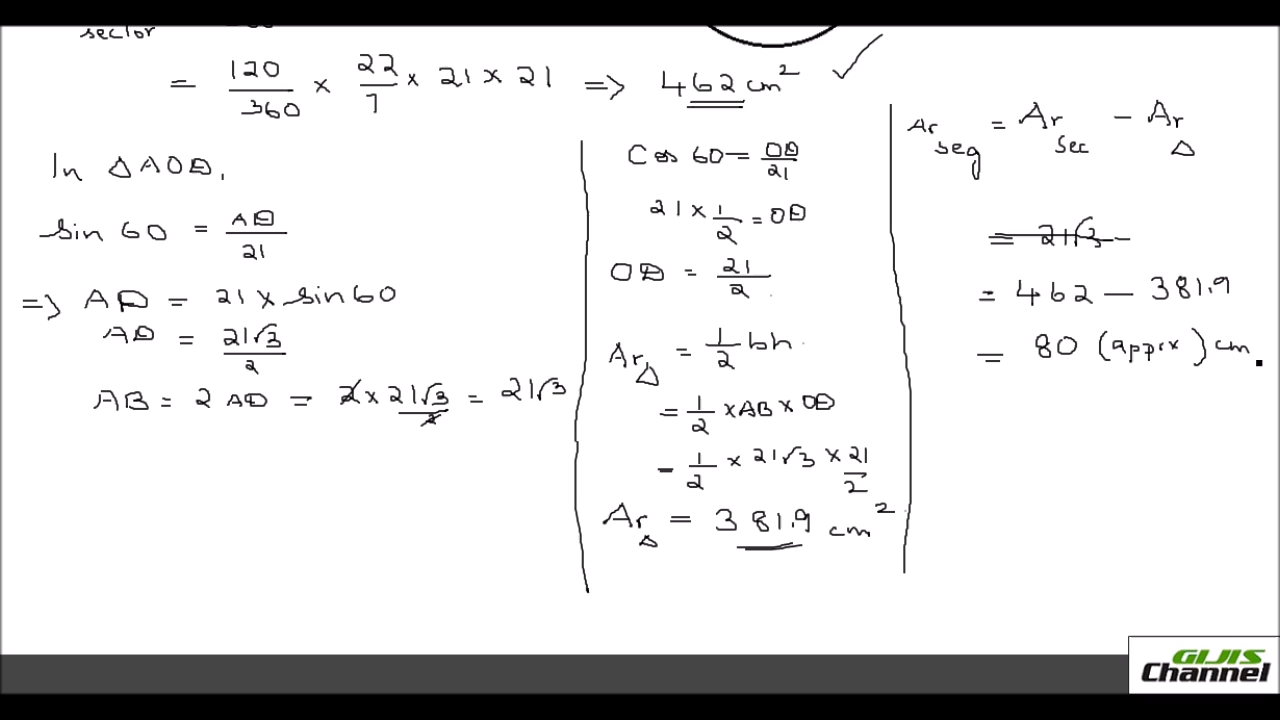 sector
= 120/360 × 22/7 × 21 × 21 => 462 cm²
In △AOD,
sin 60 = AD/21
=> AD = 21 × sin 60
AD = 21√3/2
AB = 2 AD = 2 × 21√3/2 = 21√3
Cos 60 = OD/21
21 × 1/2 = OD
OD = 21/2
Ar△ = 1/2 bh
= 1/2 × AB × OD
= 1/2 × 21√3 × 21/2
Ar△ = 381.9 cm²
Ar seg = Ar sec − Ar △
= 21√3 −
= 462 − 381.9
= 80 (apprx) cm.
GIJIS
Channel